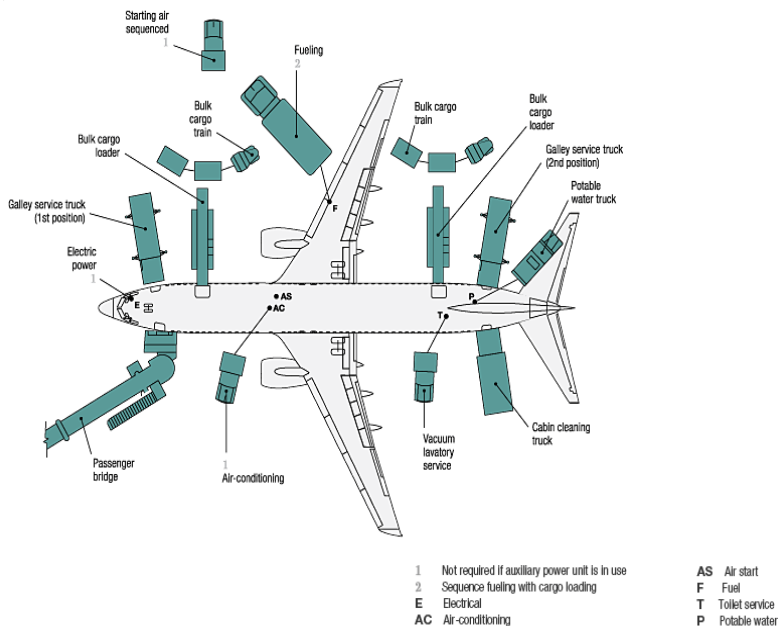 Starting air
sequenced
1
Fueling
2
Bulk
cargo
train
Bulk cargo
loader
Galley service truck
(1st position)
Electric
power
1
Bulk cargo
train
Bulk
cargo
loader
Galley service truck
(2nd position)
Potable
water truck
F
E
AS
AC
P
T
Passenger
bridge
1
Air-conditioning
Vacuum
lavatory
service
Cabin cleaning
truck
1 Not required if auxiliary power unit is in use
2 Sequence fueling with cargo loading
E Electrical
AC Air-conditioning
AS Air start
F Fuel
T Toilet service
P Potable water